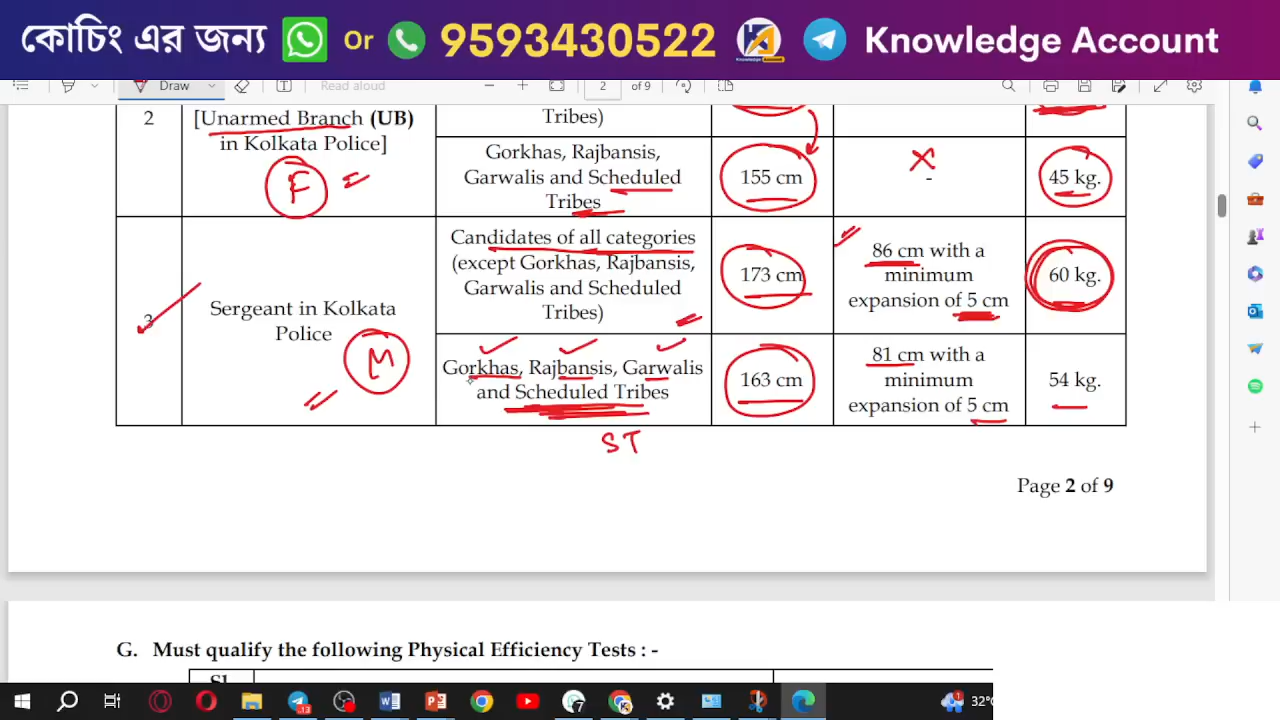 কোচিং এর জন্য Or 9593430522 Knowledge Account
Draw Read aloud 2 of 9
2 [Unarmed Branch (UB) in Kolkata Police]
Tribes)
Gorkhas, Rajbansis,
Garwalis and Scheduled
Tribes
155 cm
-
45 kg.
F
X
3
Sergeant in Kolkata
Police
M
Candidates of all categories
(except Gorkhas, Rajbansis,
Garwalis and Scheduled
Tribes)
173 cm
86 cm with a
minimum
expansion of 5 cm
60 kg.
Gorkhas, Rajbansis, Garwalis
and Scheduled Tribes
163 cm
81 cm with a
minimum
expansion of 5 cm
54 kg.
ST
Page 2 of 9
G. Must qualify the following Physical Efficiency Tests : -
32°